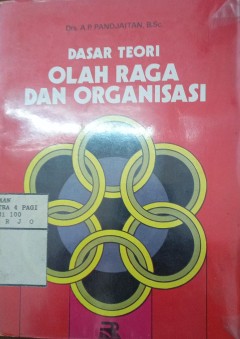 Drs. A.P. PANDJAITAN, B.Sc.
DASAR TEORI
OLAH RAGA
DAN ORGANISASI